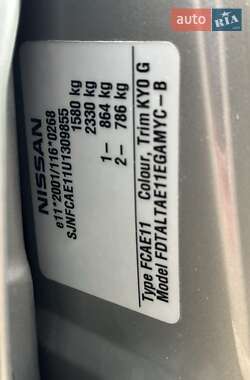 AUTO
RIA
NISSAN
e11*2001/116*0268
SJNFCAE11U1309855
1580 kg
2330 kg
1- 864 kg
2- 786 kg
Type FCAE11 Colour, Trim KY0 G
Model FDTALTAE11EGAMYC-B